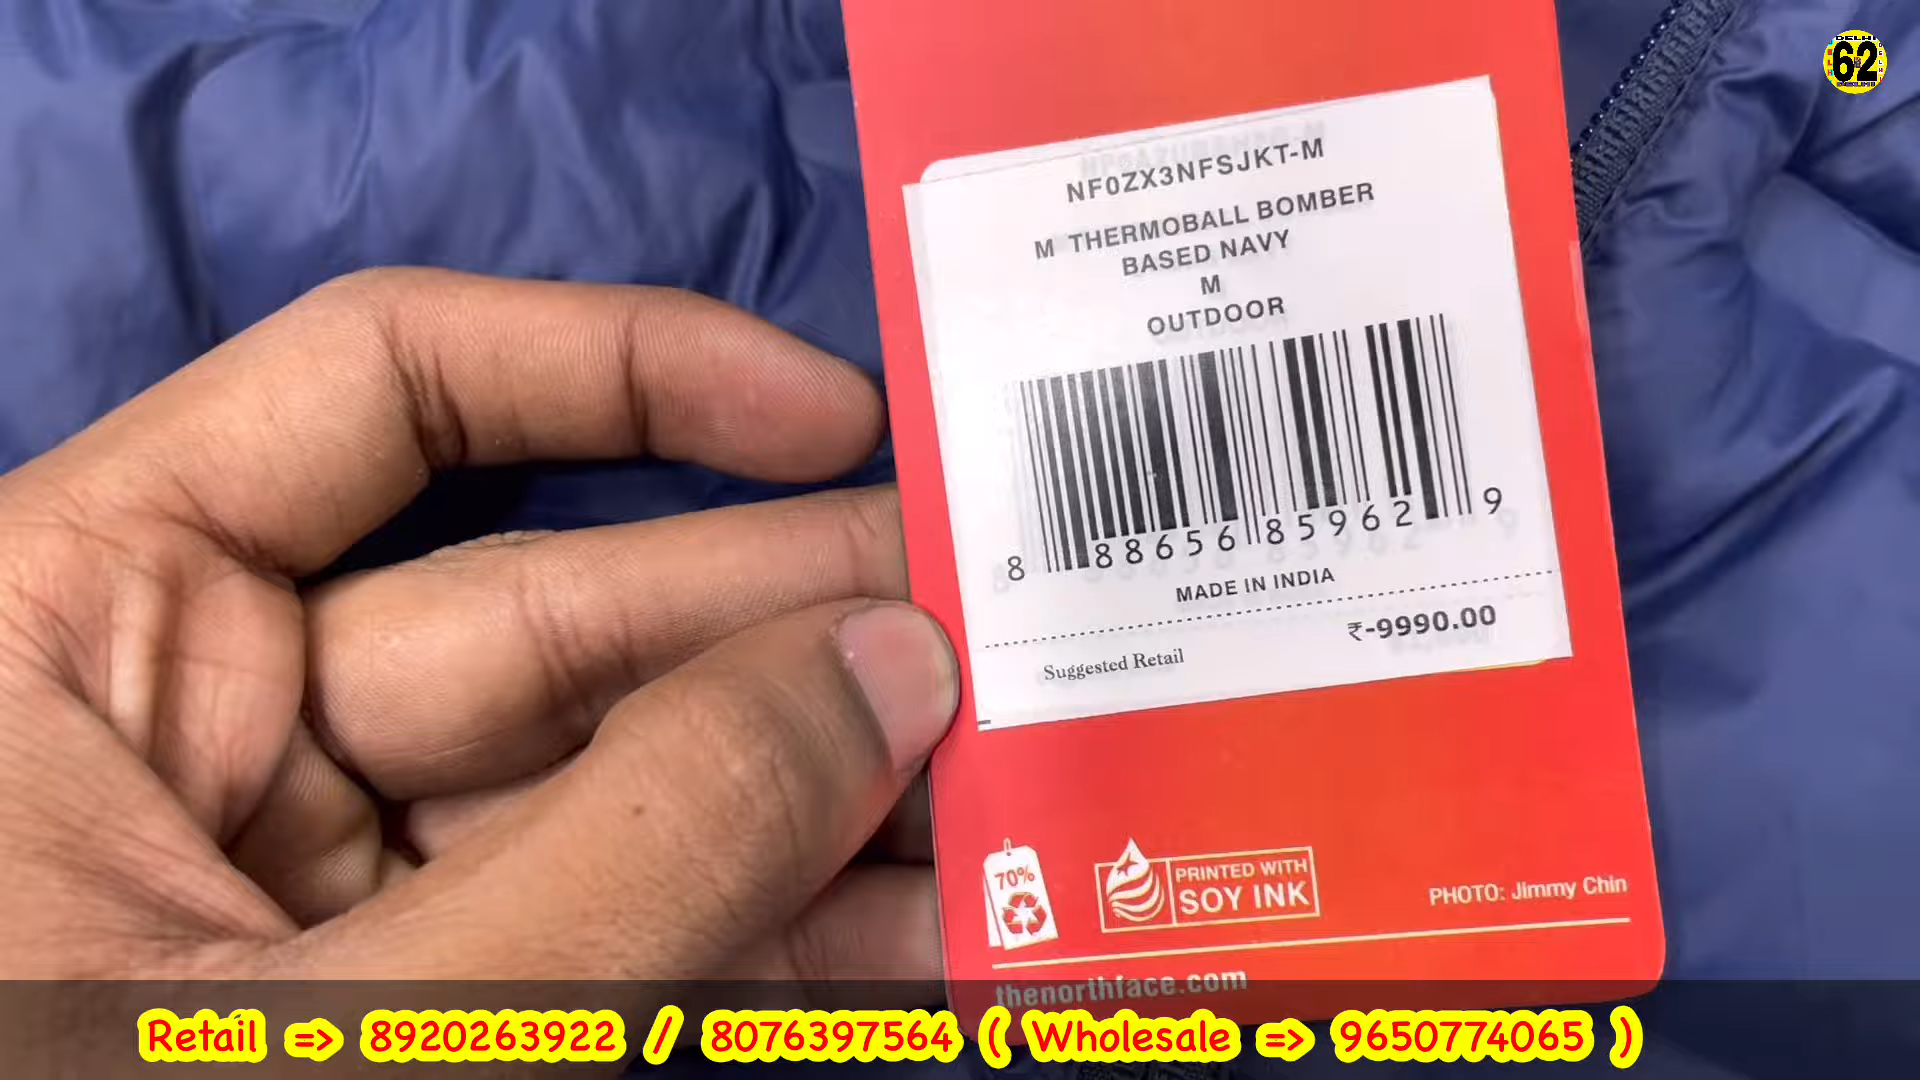 DELHI
62
NF0ZX3NFSJKT-M
M THERMOBALL BOMBER
BASED NAVY
M
OUTDOOR
8 88656 85962 9
MADE IN INDIA
₹-9990.00
Suggested Retail
70%
PRINTED WITH
SOY INK
PHOTO: Jimmy Chin
thenorthface.com
Retail => 8920263922 / 8076397564 ( Wholesale => 9650774065 )